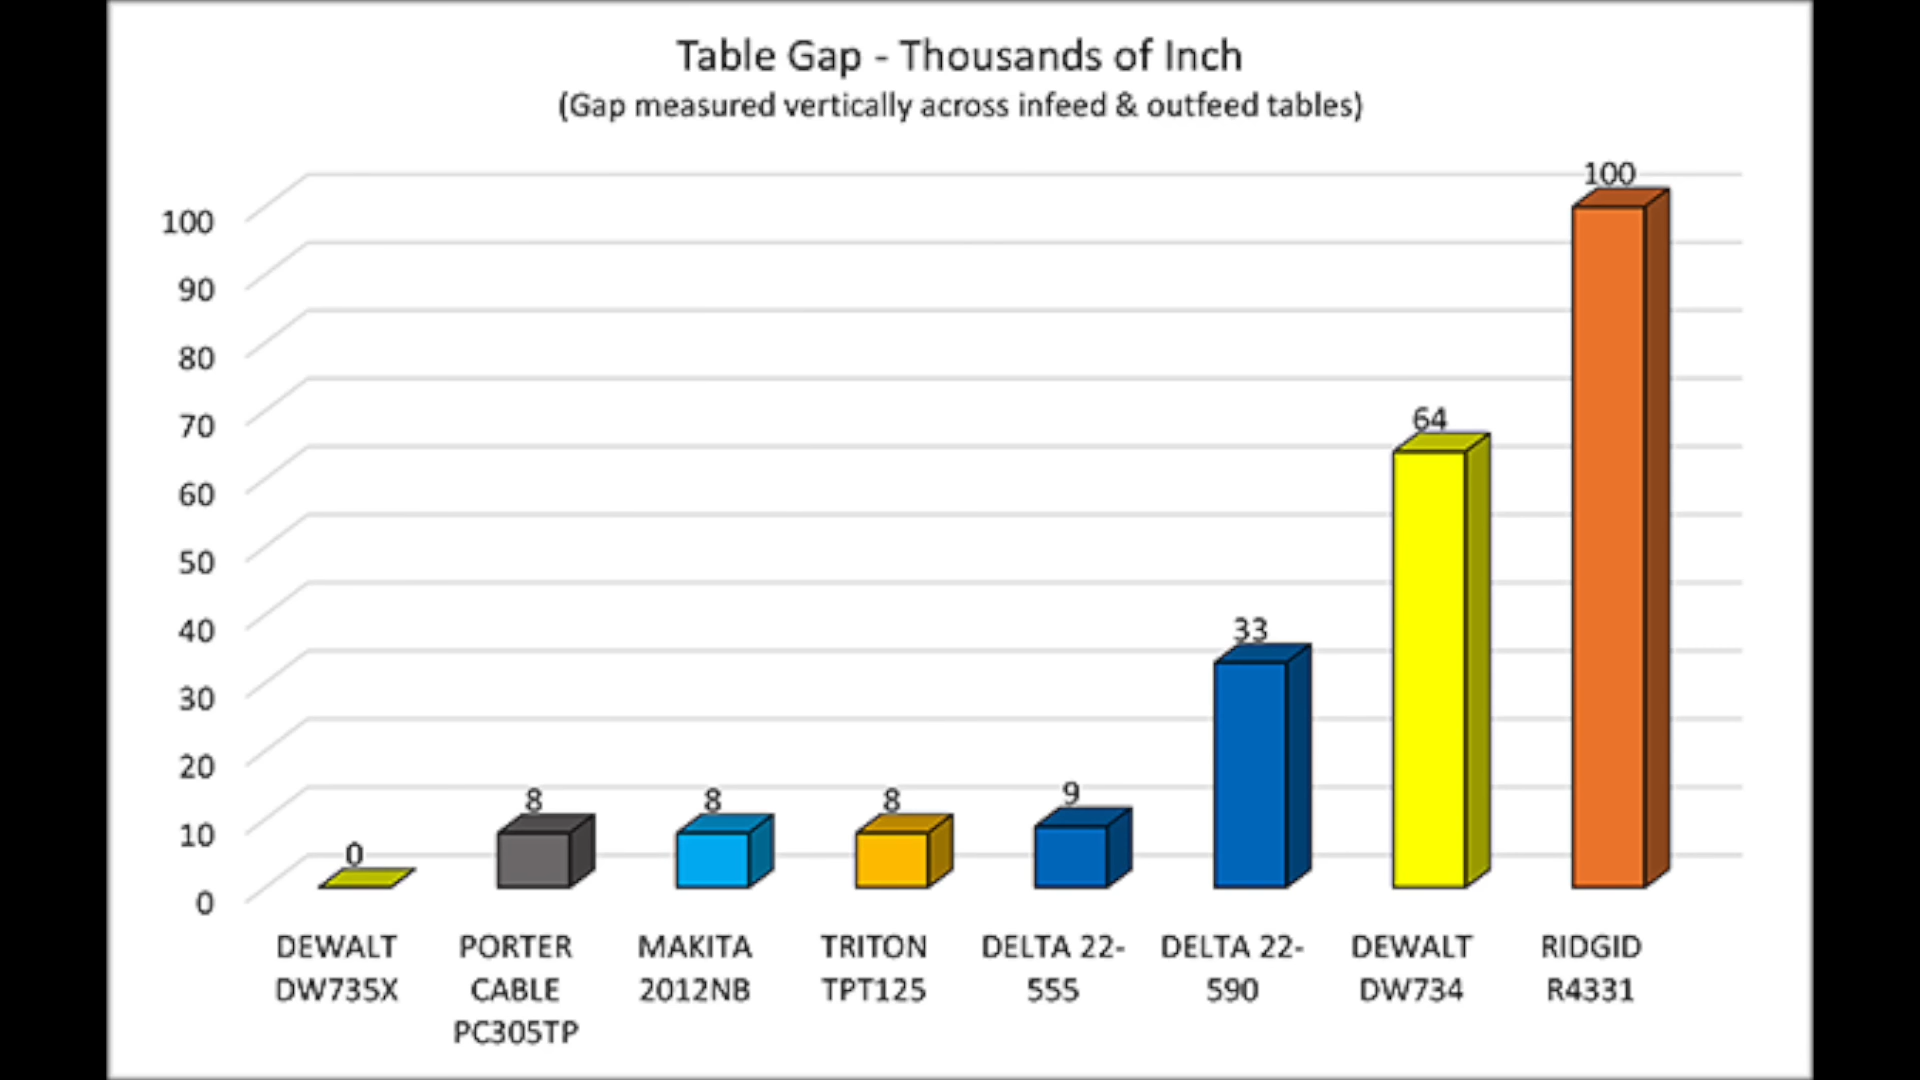 Table Gap - Thousands of Inch
(Gap measured vertically across infeed & outfeed tables)
100
90
80
70
60
50
40
30
20
10
0
0
8
8
8
9
33
64
100
DEWALT
DW735X
PORTER
CABLE
PC305TP
MAKITA
2012NB
TRITON
TPT125
DELTA 22-
555
DELTA 22-
590
DEWALT
DW734
RIDGID
R4331